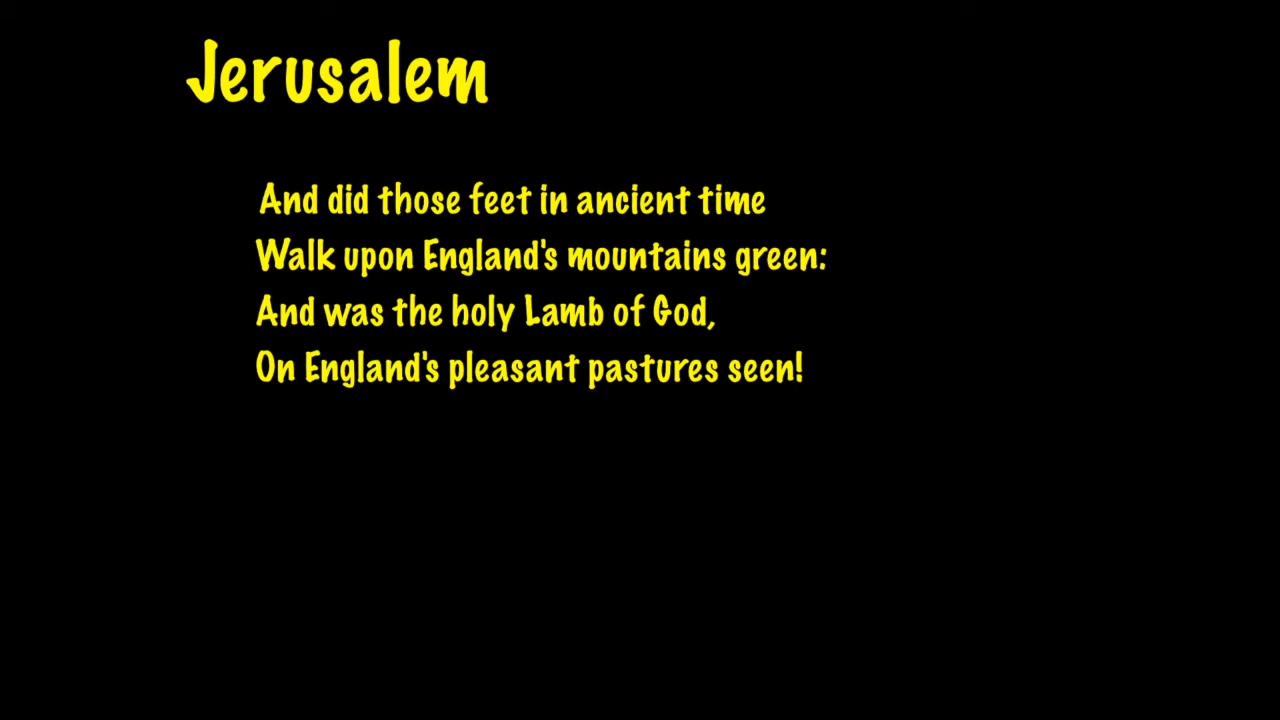 Jerusalem
And did those feet in ancient time
Walk upon England's mountains green:
And was the holy Lamb of God,
On England's pleasant pastures seen!